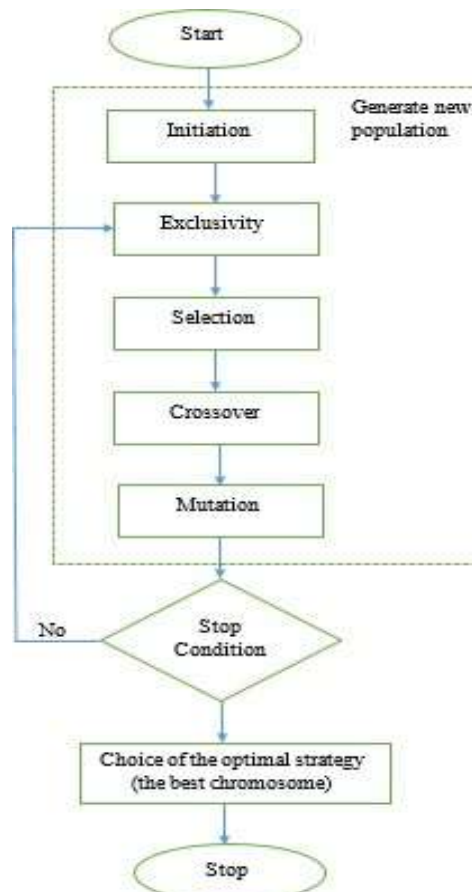 Start
Generate new
population
Initiation
Exclusivity
Selection
Crossover
Mutation
No
Stop
Condition
Choice of the optimal strategy
(the best chromosome)
Stop